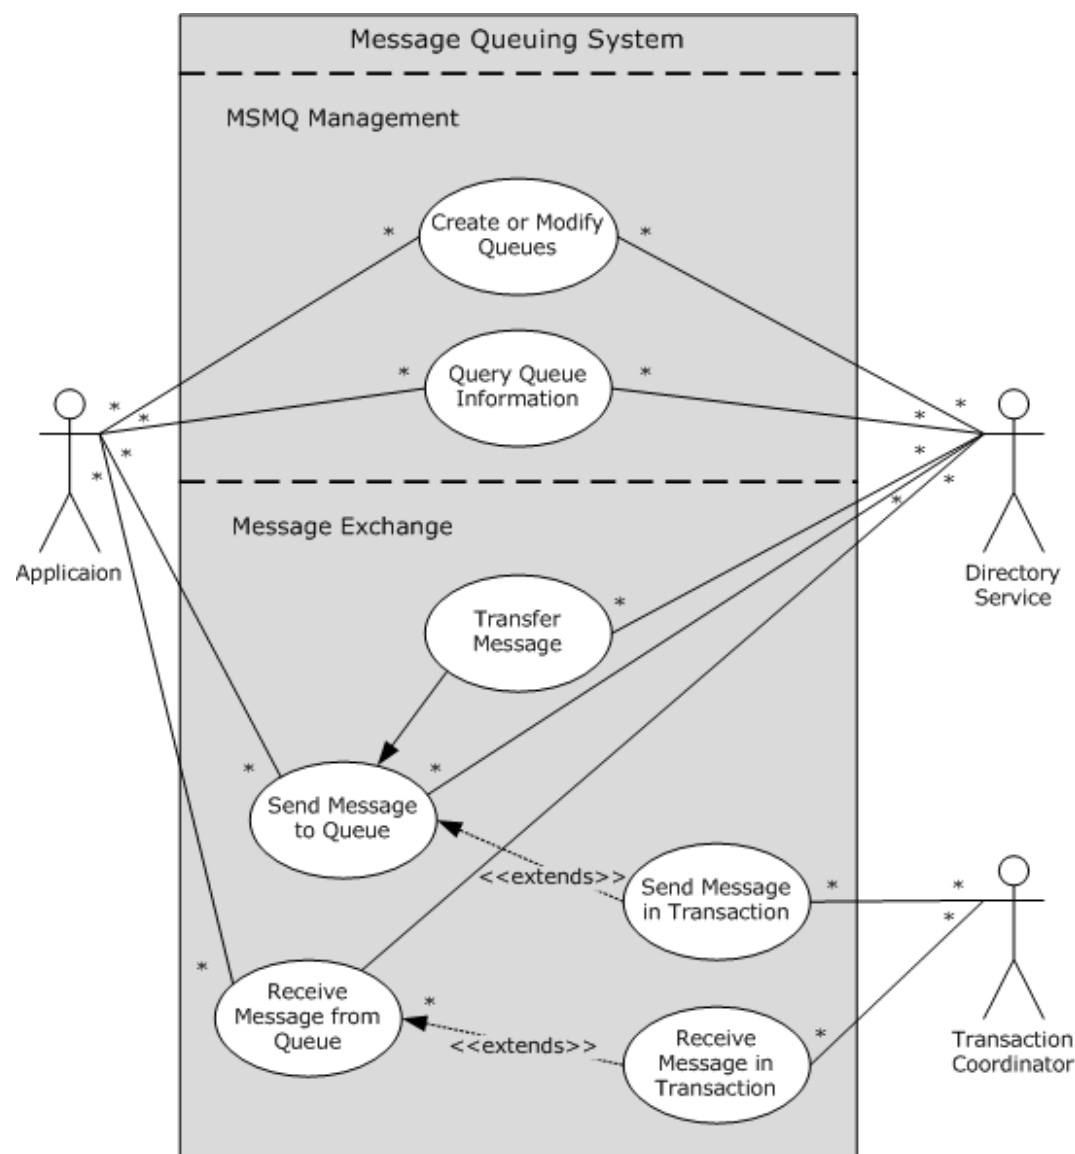 Message Queuing System
MSMQ Management
Create or Modify
Queues
*
*
Query Queue
Information
*
*
*
*
*
*
*
*
*
*
*
*
Message Exchange
Applicaion
Directory
Service
Transfer
Message
*
*
*
Send Message
to Queue
<<extends>>
Send Message
in Transaction
*
*
*
*
Receive
Message from
Queue
*
<<extends>>
Receive
Message in
Transaction
*
Transaction
Coordinator